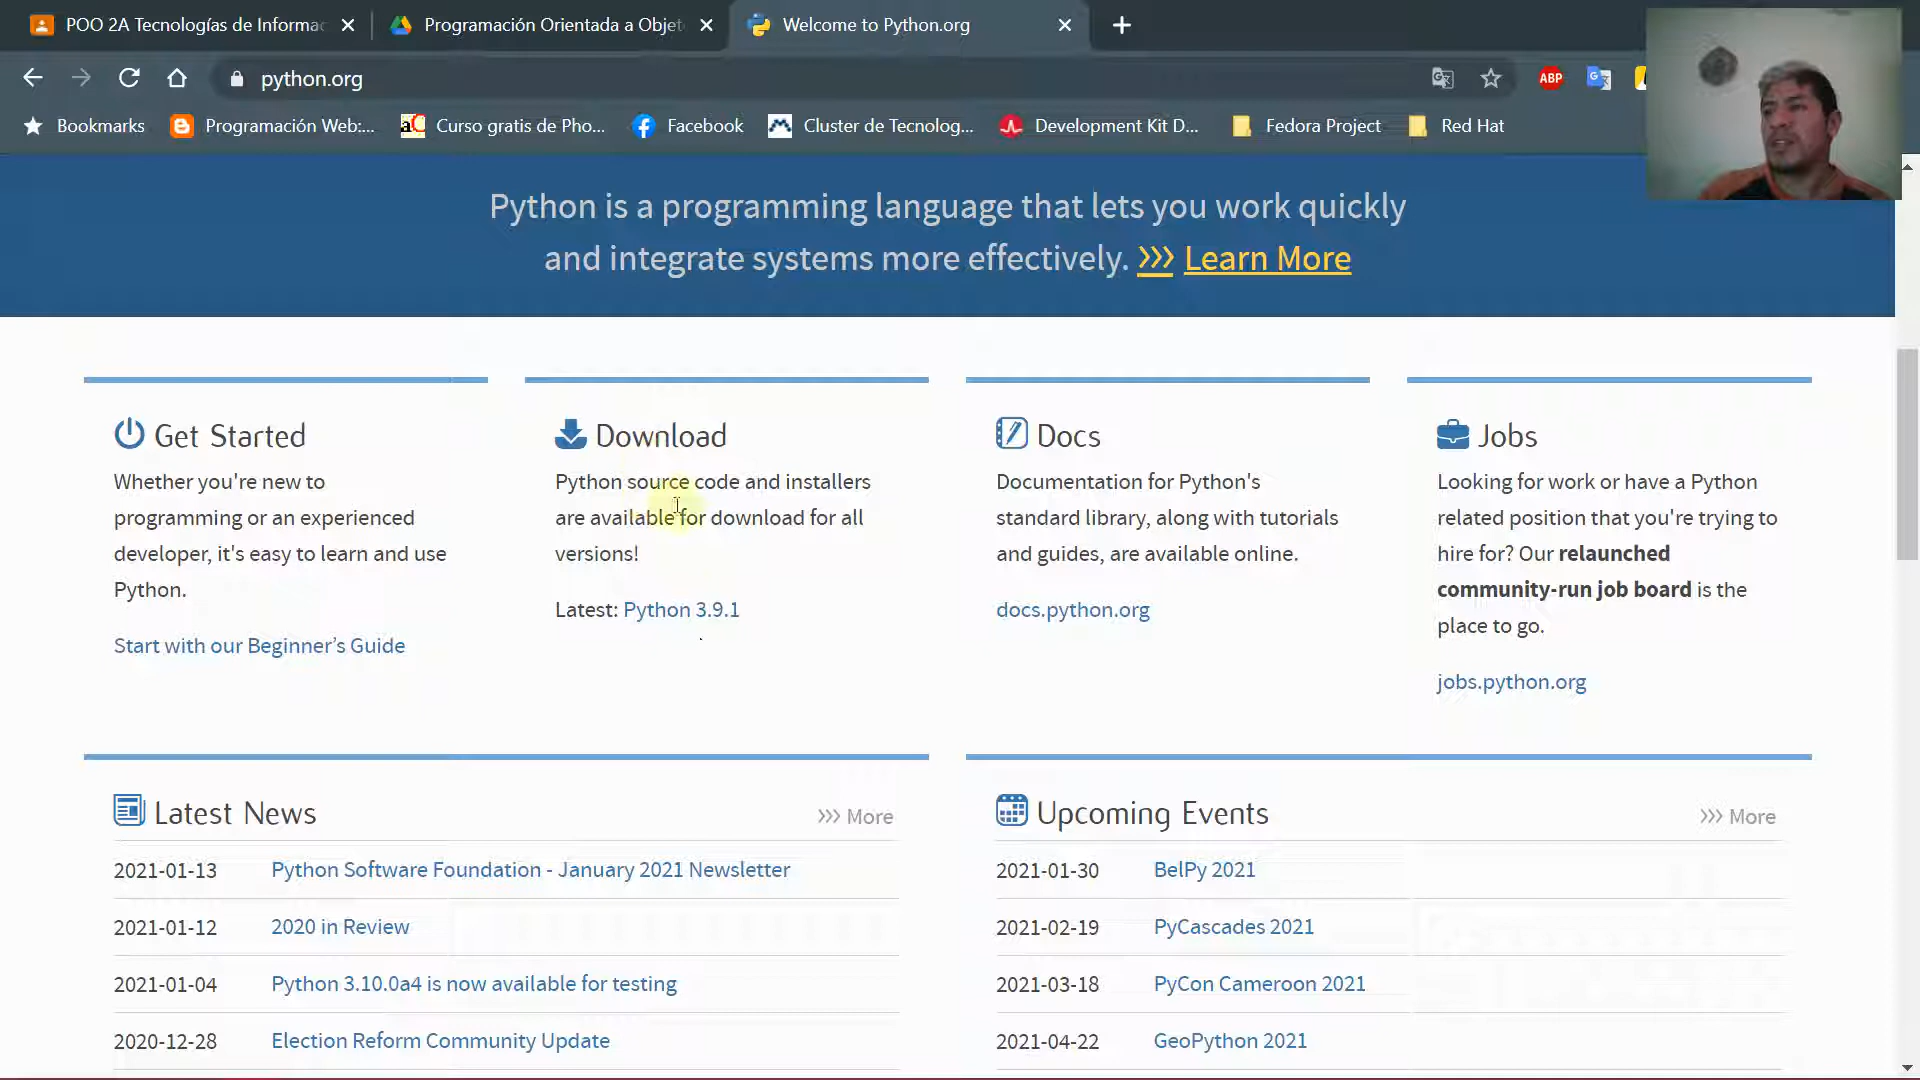 POO 2A Tecnologías de Informa
Programación Orientada a Objet
Welcome to Python.org
python.org
ABP
Bookmarks
Programación Web:...
Curso gratis de Pho...
Facebook
Cluster de Tecnolog...
Development Kit D...
Fedora Project
Red Hat
Python is a programming language that lets you work quickly
and integrate systems more effectively. >>> Learn More
Get Started
Whether you're new to
programming or an experienced
developer, it's easy to learn and use
Python.
Start with our Beginner’s Guide
Download
Python source code and installers
are available for download for all
versions!
Latest: Python 3.9.1
Docs
Documentation for Python's
standard library, along with tutorials
and guides, are available online.
docs.python.org
Jobs
Looking for work or have a Python
related position that you're trying to
hire for? Our relaunched
community-run job board is the
place to go.
jobs.python.org
Latest News
>>> More
2021-01-13 Python Software Foundation - January 2021 Newsletter
2021-01-12 2020 in Review
2021-01-04 Python 3.10.0a4 is now available for testing
2020-12-28 Election Reform Community Update
Upcoming Events
>>> More
2021-01-30 BelPy 2021
2021-02-19 PyCascades 2021
2021-03-18 PyCon Cameroon 2021
2021-04-22 GeoPython 2021